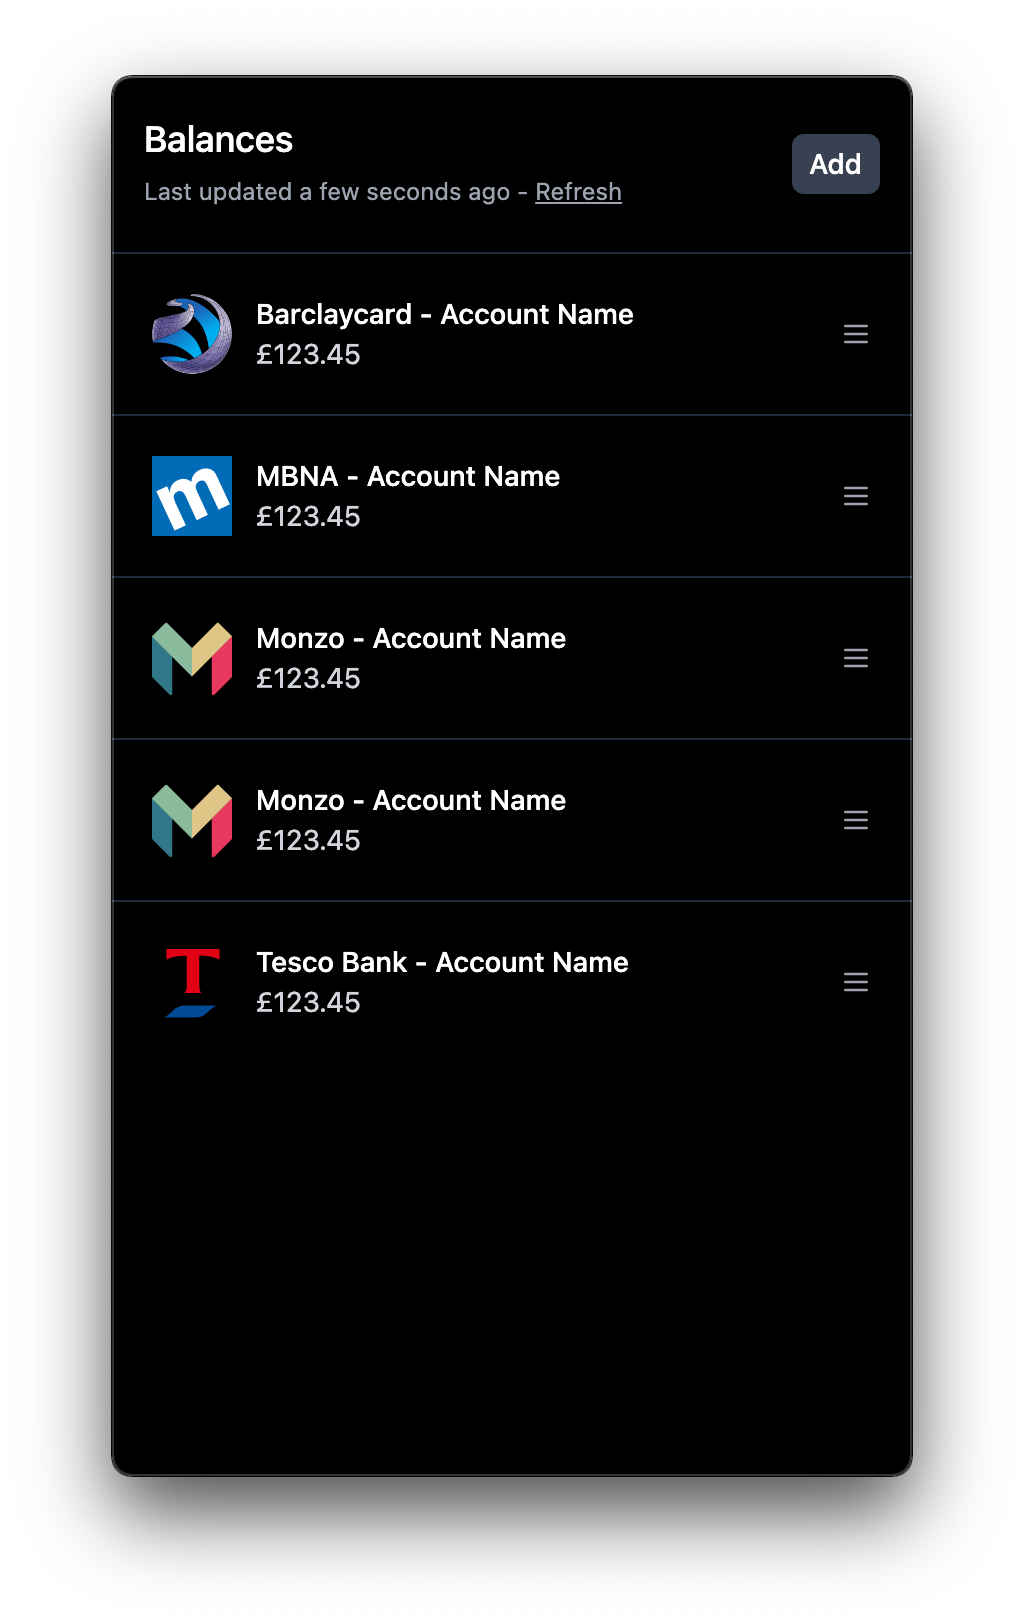 Balances
Add
Last updated a few seconds ago - Refresh
Barclaycard - Account Name
£123.45
m
MBNA - Account Name
£123.45
Monzo - Account Name
£123.45
Monzo - Account Name
£123.45
T
Tesco Bank - Account Name
£123.45